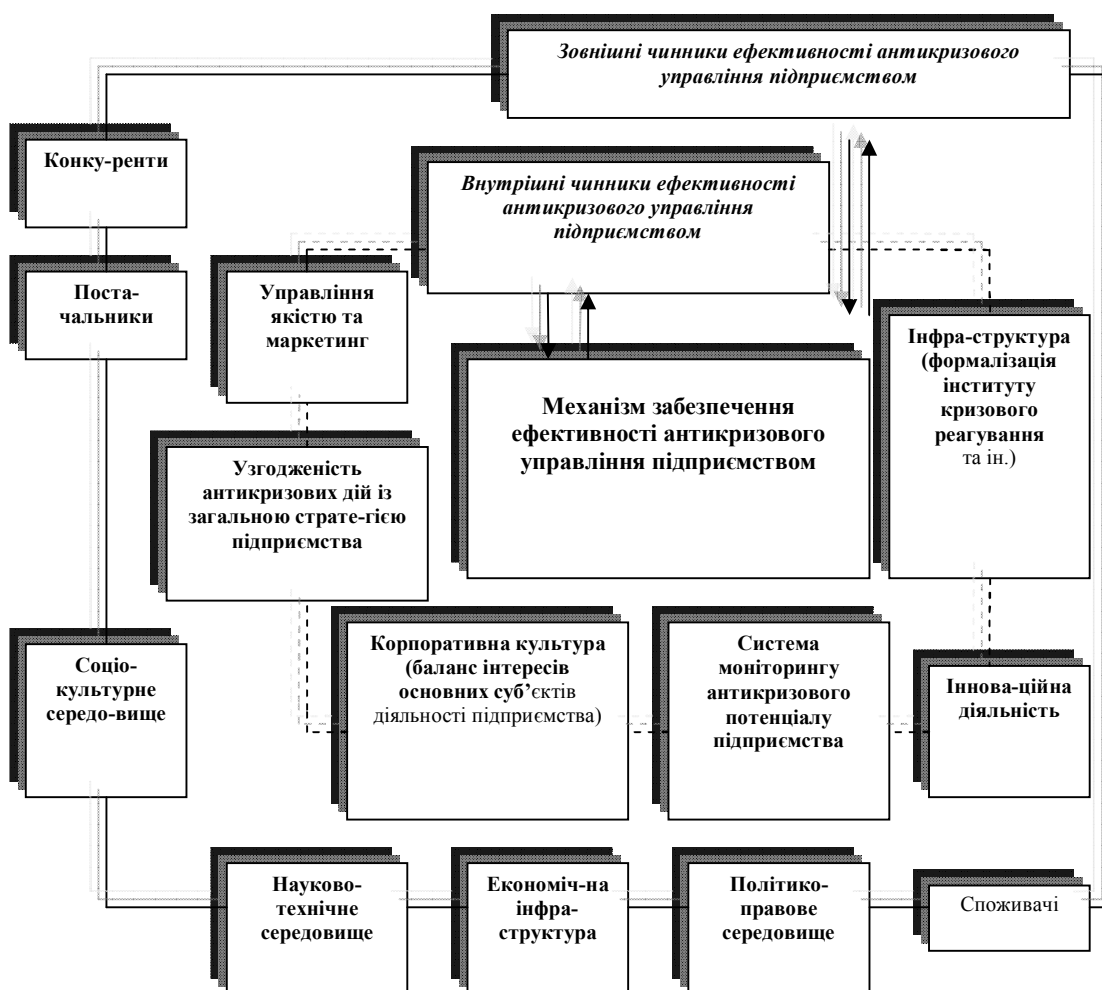 Зовнішні чинники ефективності антикризового
управління підприємством
Конку-ренти
Внутрішні чинники ефективності
антикризового управління
підприємством
Поста-
чальники
Управління
якістю та
маркетинг
Інфра-структура
(формалізація
інституту
кризового
реагування
та ін.)
Механізм забезпечення
ефективності антикризового
управління підприємством
Узгодженість
антикризових дій із
загальною страте-гією
підприємства
Соціо-
культурне
середо-вище
Корпоративна культура
(баланс інтересів
основних суб’єктів
діяльності підприємства)
Система
моніторингу
антикризового
потенціалу
підприємства
Іннова-ційна
діяльність
Науково-
технічне
середовище
Економіч-на
інфра-
структура
Політико-
правове
середовище
Споживачі